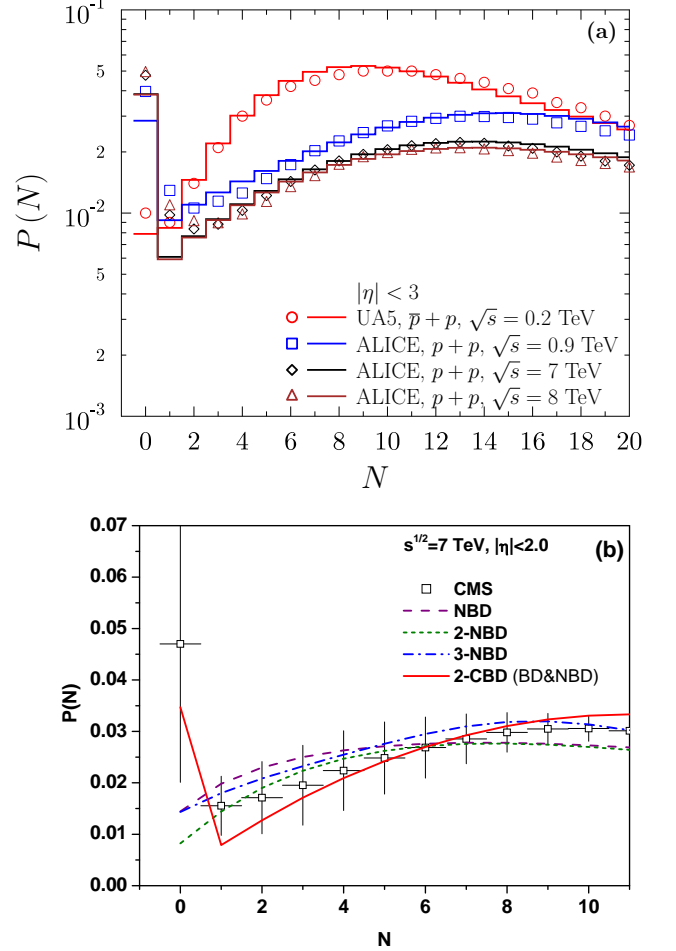 10⁻¹
5
2
10⁻²
5
2
10⁻³
P (N)
(a)
|η| < 3
UA5, p̅ + p, √s = 0.2 TeV
ALICE, p + p, √s = 0.9 TeV
ALICE, p + p, √s = 7 TeV
ALICE, p + p, √s = 8 TeV
0 2 4 6 8 10 12 14 16 18 20
N
0.07
0.06
0.05
0.04
0.03
0.02
0.01
0.00
P(N)
s^1/2=7 TeV, |η|<2.0
(b)
CMS
NBD
2-NBD
3-NBD
2-CBD (BD&NBD)
0 2 4 6 8 10
N